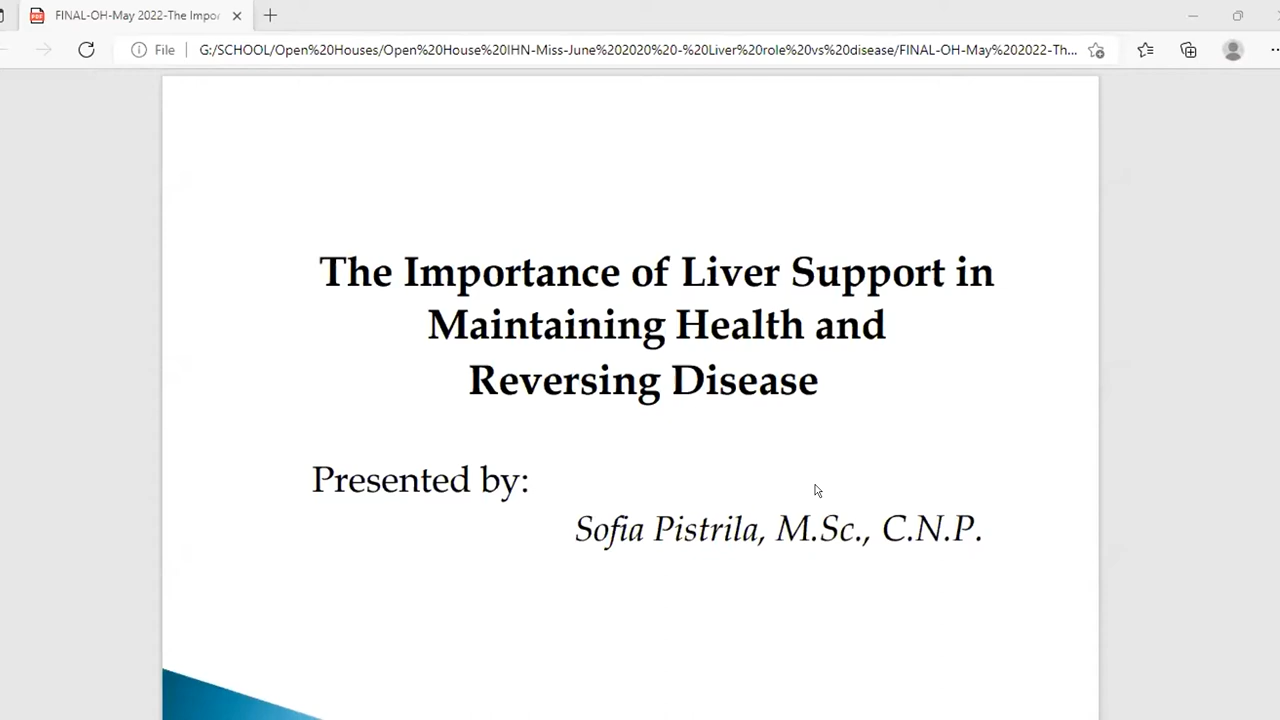 FINAL-OH-May 2022-The Impo
File
G:/SCHOOL/Open%20Houses/Open%20House%20IHN-Miss-June%202020%20-%20Liver%20role%20vs%20disease/FINAL-OH-May%202022-Th...
The Importance of Liver Support in
Maintaining Health and
Reversing Disease
Presented by:
Sofia Pistrila, M.Sc., C.N.P.